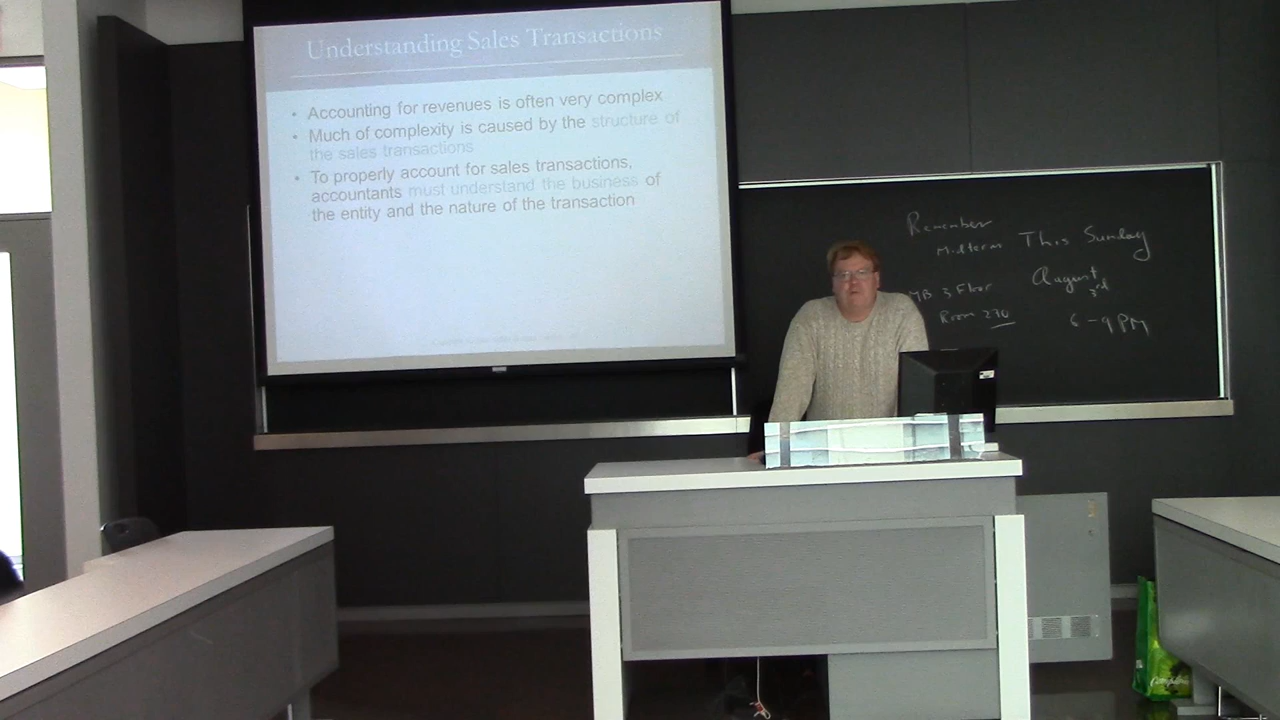 Understanding Sales Transactions
• Accounting for revenues is often very complex
• Much of complexity is caused by the structure of
the sales transactions
• To properly account for sales transactions,
accountants must understand the business of
the entity and the nature of the transaction
Remember
Midterm This Sunday
August
3rd
MB 3 Floor
Room 270
6-9 PM